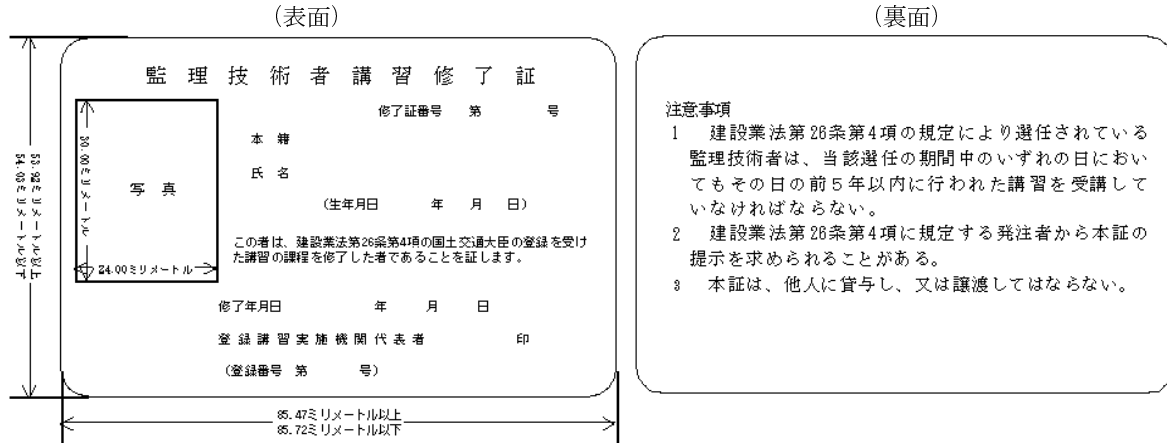 (表面)
監理技術者講習修了証
修了証番号 第 号
本籍
氏名
写真
(生年月日 年 月 日)
この者は、建設業法第26条第4項の国土交通大臣の登録を受け
た講習の課程を修了した者であることを証します。
修了年月日 年 月 日
登録講習実施機関代表者 印
(登録番号 第 号)
30.00ミリメートル
24.00ミリメートル
53.92ミリメートル以上
54.03ミリメートル以下
85.47ミリメートル以上
85.72ミリメートル以下
(裏面)
注意事項
1 建設業法第26条第4項の規定により選任されている
監理技術者は、当該選任の期間中のいずれの日におい
てもその日の前5年以内に行われた講習を受講して
いなければならない。
2 建設業法第26条第4項に規定する発注者から本証の
提示を求められることがある。
3 本証は、他人に貸与し、又は譲渡してはならない。